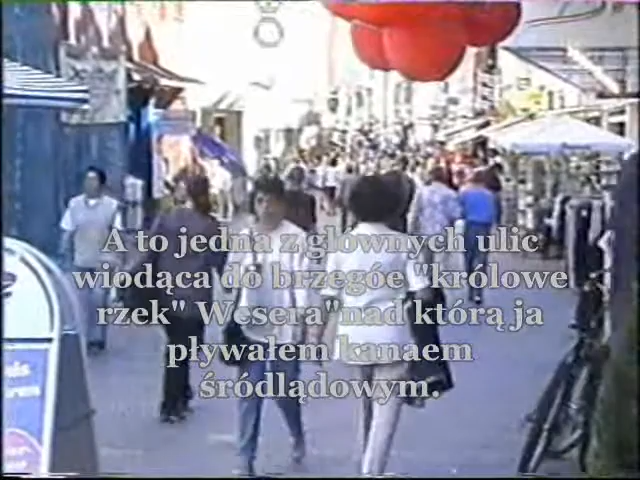 A to jedna z głównych ulic
wiodąca do brzegóe "królowe
rzek" Wesera"nad którą ja
pływałem kanaem
śródlądowym.